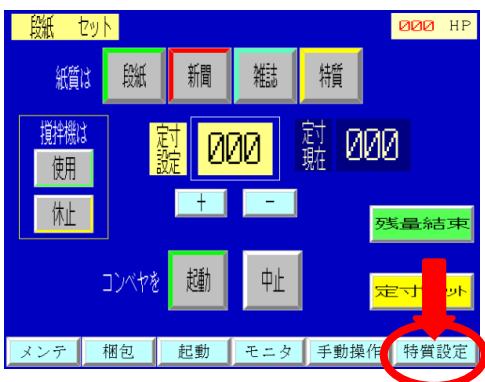 段紙 セット
000 HP
紙質は 段紙 新聞 雑誌 特質
撹拌機は
使用
休止
定寸設定 000
定寸現在 000
+ -
残量結束
コンベヤを 起動 中止
定寸 ット
メンテ 梱包 起動 モニタ 手動操作 特質設定